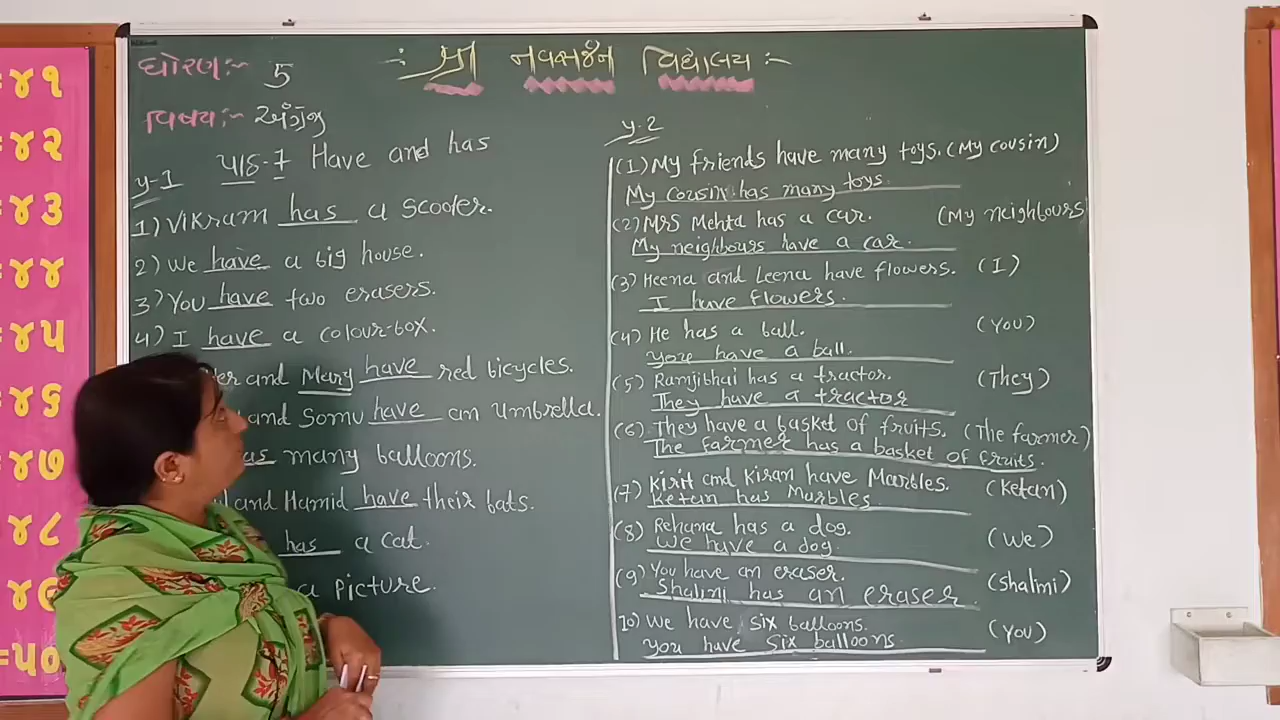 -: શ્રી નવસર્જન વિદ્યાલય :-
ધોરણ:- 5
વિષય:- અંગ્રેજી
પાઠ-7 Have and has
પ્ર-1
1) Vikram has a scooter.
2) We have a big house.
3) You have two erasers.
4) I have a colour-box.
and Mary have red bicycles.
and Somu have an umbrella.
many balloons.
and Hamid have their bats.
has a cat.
a picture.
પ્ર.2
(1) My friends have many toys. (My cousin)
My cousin has many toys.
(2) Mrs Mehta has a car. (My neighbours
My neighbours have a car.
(3) Heena and Leena have flowers. (I)
I have flowers.
(4) He has a ball. (You)
You have a ball.
(5) Ramjibhai has a tractor. (They)
They have a tractor
(6) They have a basket of fruits. (The farmer)
The farmer has a basket of fruits.
(7) Kirit and Kiran have Marbles. (Ketan)
Ketan has Marbles.
(8) Rehana has a dog. (We)
We have a dog.
(9) You have an eraser. (Shalini)
Shalini has an eraser.
10) We have six balloons. (You)
You have six balloons.
=૪૧
=૪૨
=૪૩
=૪૪
=૪૫
=૪૬
=૪૭
=૪૮
=૪૯
=૫૦